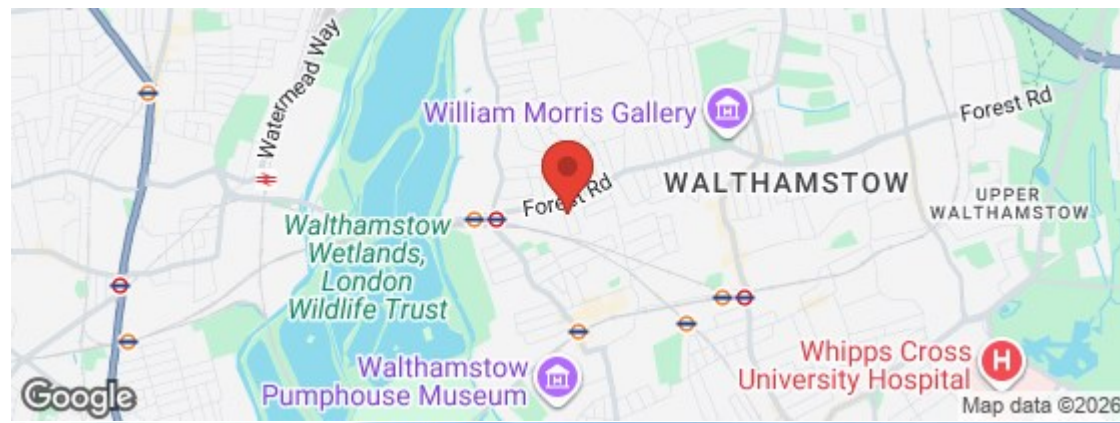 Watermead Way
William Morris Gallery
Forest Rd
Forest Rd
WALTHAMSTOW
UPPER
WALTHAMSTOW
Walthamstow
Wetlands,
London
Wildlife Trust
Walthamstow
Pumphouse Museum
Whipps Cross
University Hospital
H
Google
Map data ©2026